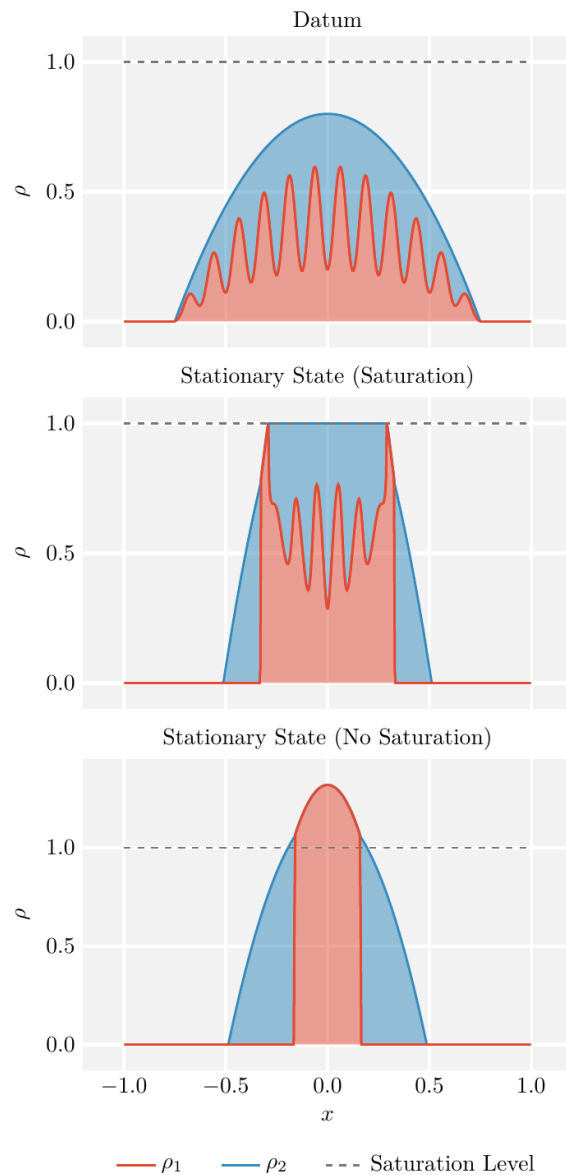 Datum
1.0
0.5
0.0
ρ
Stationary State (Saturation)
1.0
0.5
0.0
ρ
Stationary State (No Saturation)
1.0
0.5
0.0
ρ
−1.0 −0.5 0.0 0.5 1.0
x
ρ₁ ρ₂ Saturation Level